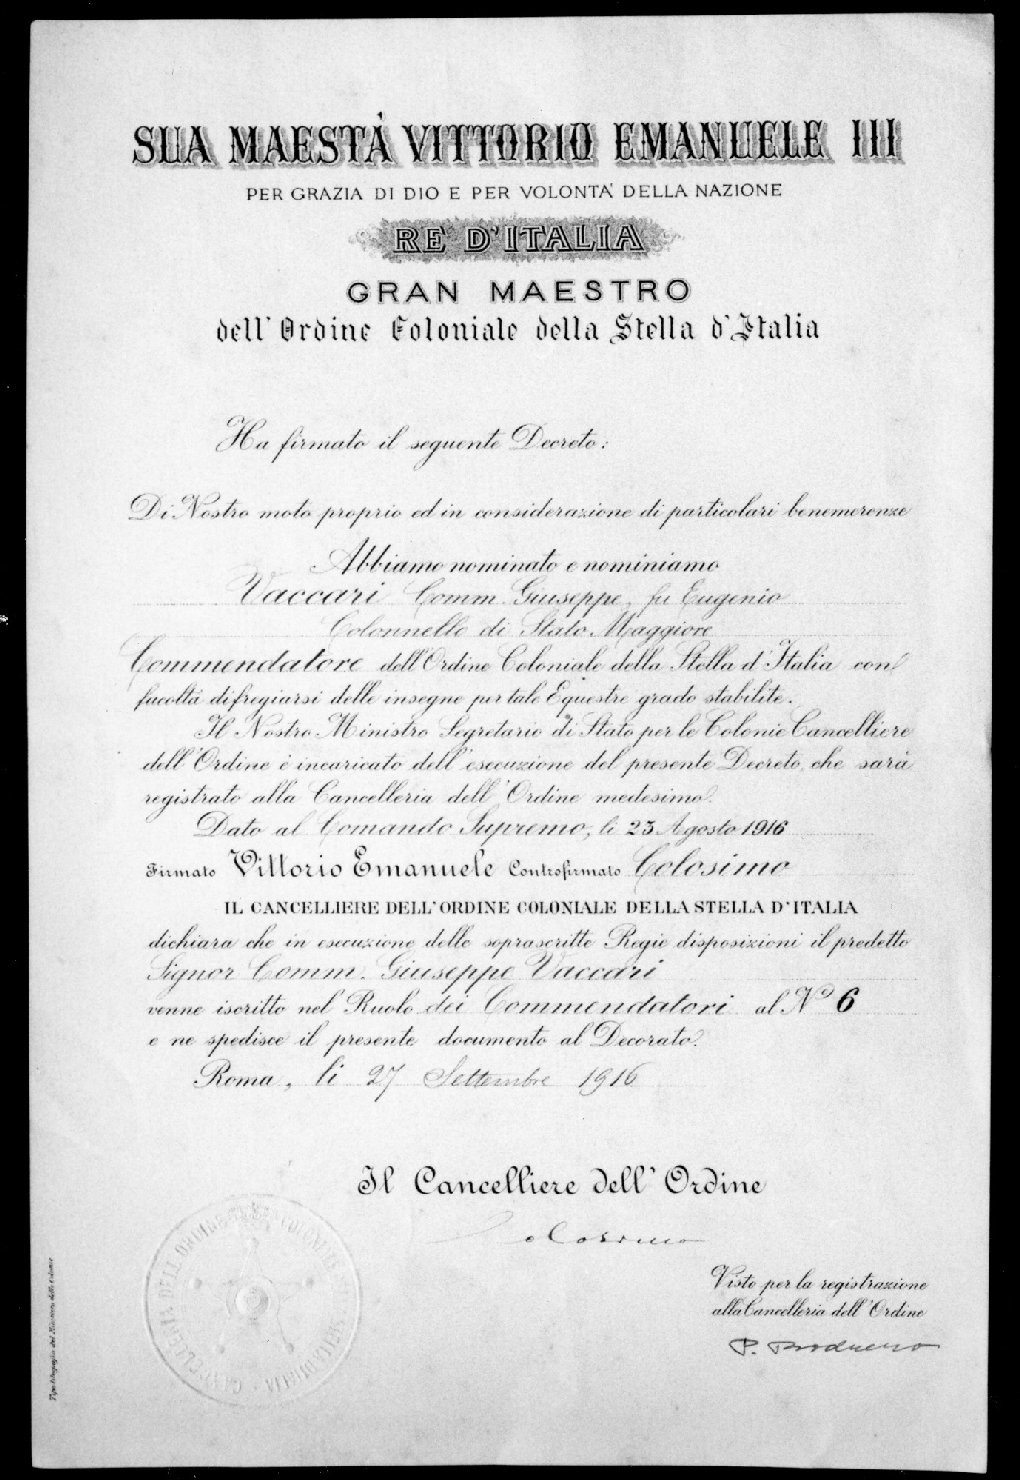 SUA MAESTÀ VITTORIO EMANUELE III
PER GRAZIA DI DIO E PER VOLONTA' DELLA NAZIONE
RE D'ITALIA
GRAN MAESTRO
dell' Ordine Coloniale della Stella d'Italia
Ha firmato il seguente Decreto:
Di Nostro moto proprio ed in considerazione di particolari benemerenze
Abbiamo nominato e nominiamo
Vaccari Comm. Giuseppe, fu Eugenio
Colonnello di Stato Maggiore
Commendatore dell'Ordine Coloniale della Stella d'Italia con
facoltà di fregiarsi delle insegne per tale Equestre grado stabilite.
Il Nostro Ministro Segretario di Stato per le Colonie Cancelliere
dell'Ordine è incaricato dell'esecuzione del presente Decreto, che sarà
registrato alla Cancelleria dell'Ordine medesimo.
Dato al Comando Supremo, li 23 Agosto 1916
Firmato Vittorio Emanuele Controfirmato Colosimo
IL CANCELLIERE DELL'ORDINE COLONIALE DELLA STELLA D'ITALIA
dichiara che in esecuzione delle soprascritte Regie disposizioni il predetto
Signor Comm. Giuseppe Vaccari
venne iscritto nel Ruolo dei Commendatori al N° 6
e ne spedisce il presente documento al Decorato.
Roma, li 27 Settembre 1916
Il Cancelliere dell'Ordine
Colosimo
Visto per la registrazione
alla Cancelleria dell'Ordine
P.